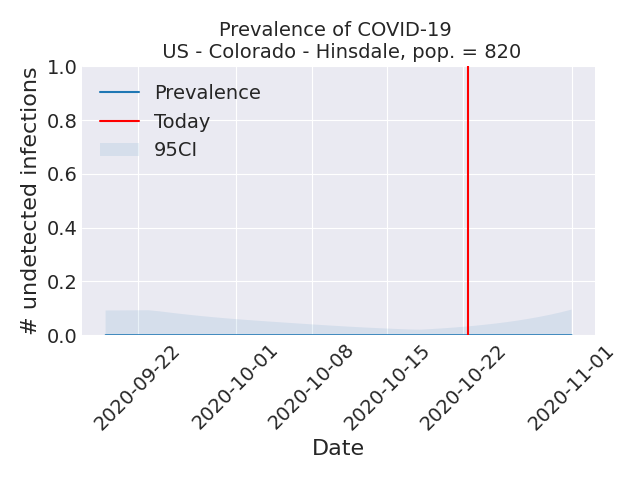 Prevalence of COVID-19
US - Colorado - Hinsdale, pop. = 820
# undetected infections
1.0
0.8
0.6
0.4
0.2
0.0
Prevalence
Today
95CI
2020-09-22
2020-10-01
2020-10-08
2020-10-15
2020-10-22
2020-11-01
Date